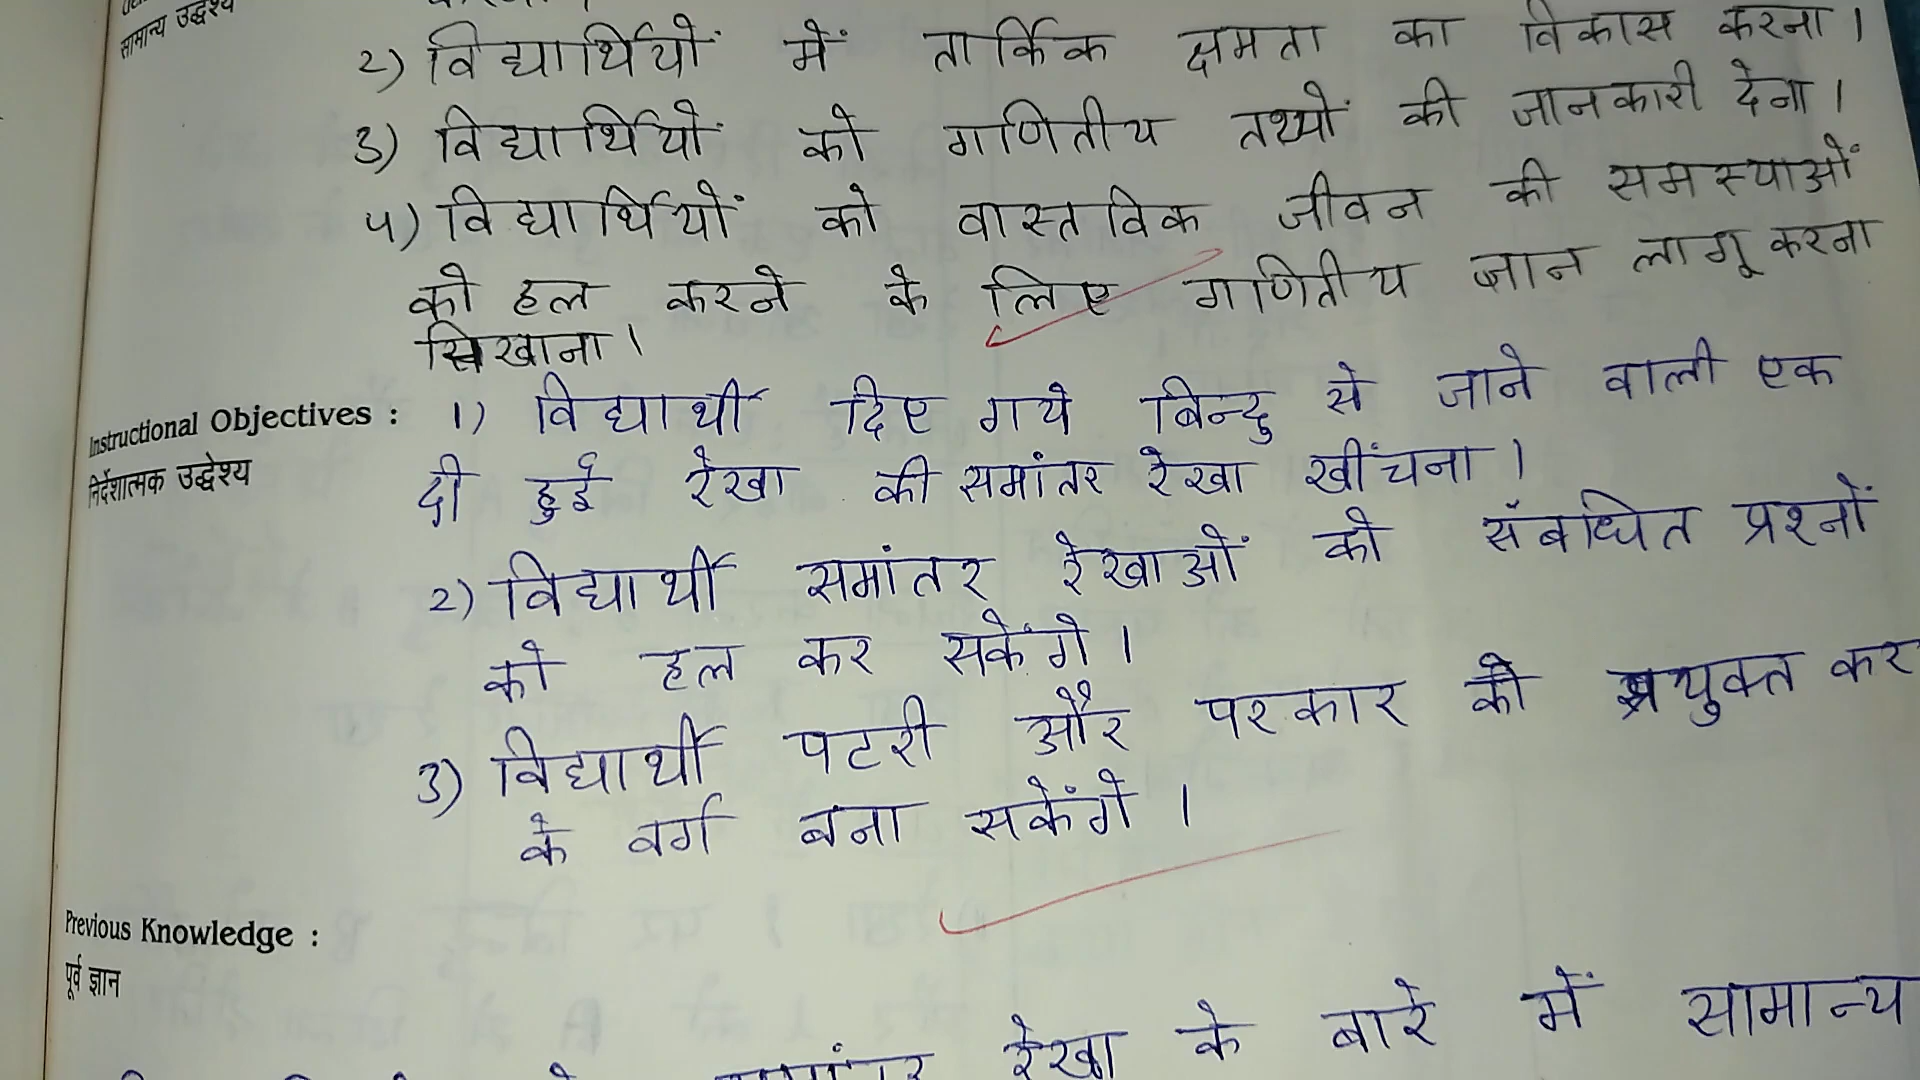 सामान्य उद्धेश्य
2) विद्यार्थियों में तार्किक क्षमता का विकास करना।
3) विद्यार्थियों को गणितीय तथ्यों की जानकारी देना।
4) विद्यार्थियों को वास्तविक जीवन की समस्याओं
को हल करने के लिए गणितीय ज्ञान लागू करना
सिखाना।
Instructional Objectives : 1) विद्यार्थी दिए गये बिन्दु से जाने वाली एक
निर्देशात्मक उद्धेश्य दी हुई रेखा की समांतर रेखा खींचना।
2) विद्यार्थी समांतर रेखाओं को संबधित प्रश्नों
को हल कर सकेंगे।
3) विद्यार्थी पटरी और परकार को प्रयुक्त कर
के वर्ग बना सकेंगे।
Previous Knowledge :
पूर्व ज्ञान
रेखा के बारे में सामान्य